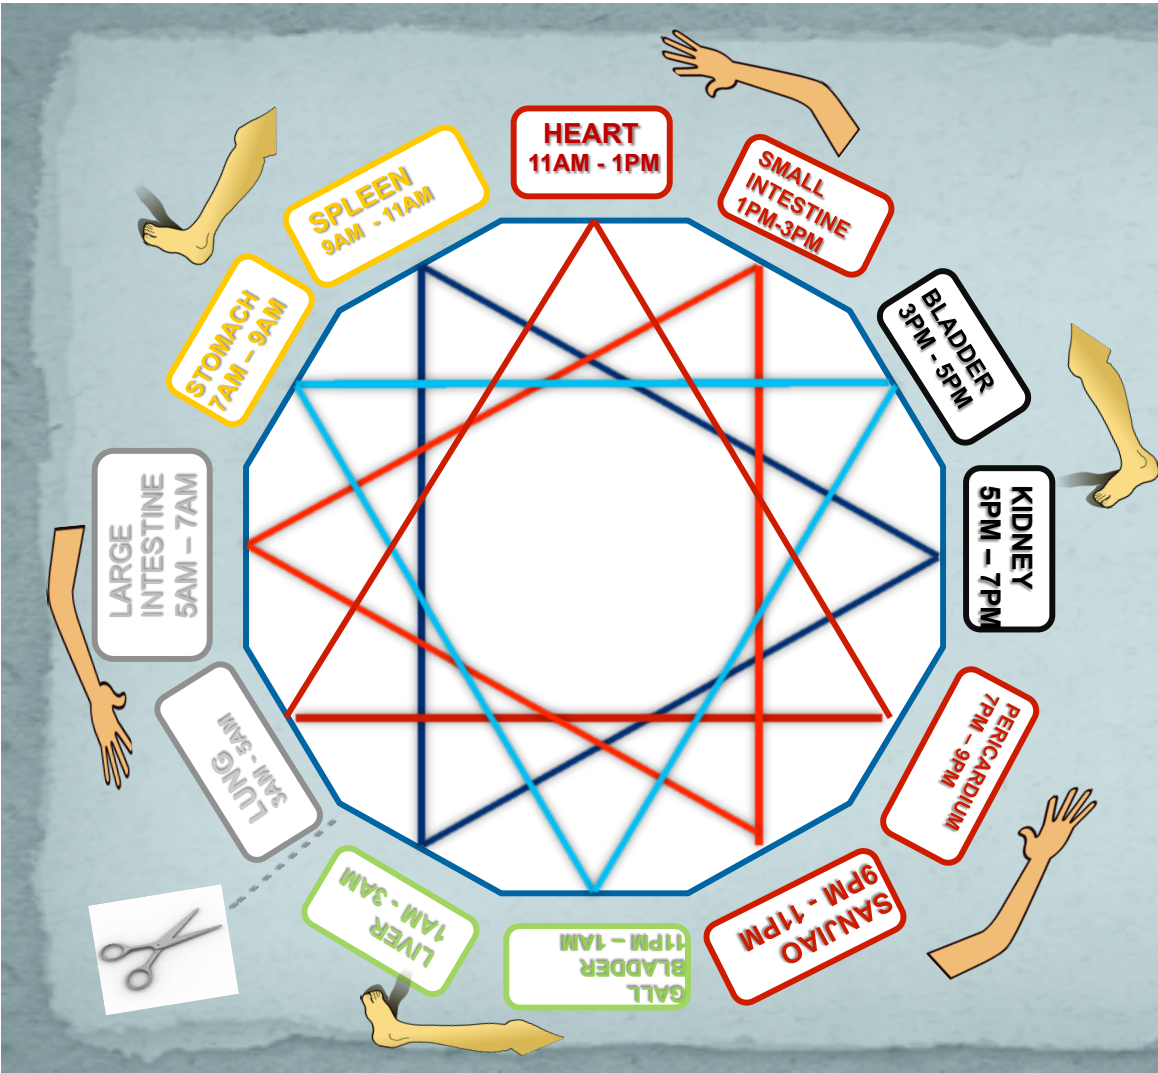 HEART
11AM - 1PM
SMALL
INTESTINE
1PM-3PM
BLADDER
3PM - 5PM
KIDNEY
5PM – 7PM
PERICARDIUM
7PM – 9PM
SANJIAO
9PM - 11PM
GALL
BLADDER
11PM – 1AM
LIVER
1AM - 3AM
LUNG
3AM - 5AM
LARGE
INTESTINE
5AM – 7AM
STOMACH
7AM – 9AM
SPLEEN
9AM - 11AM